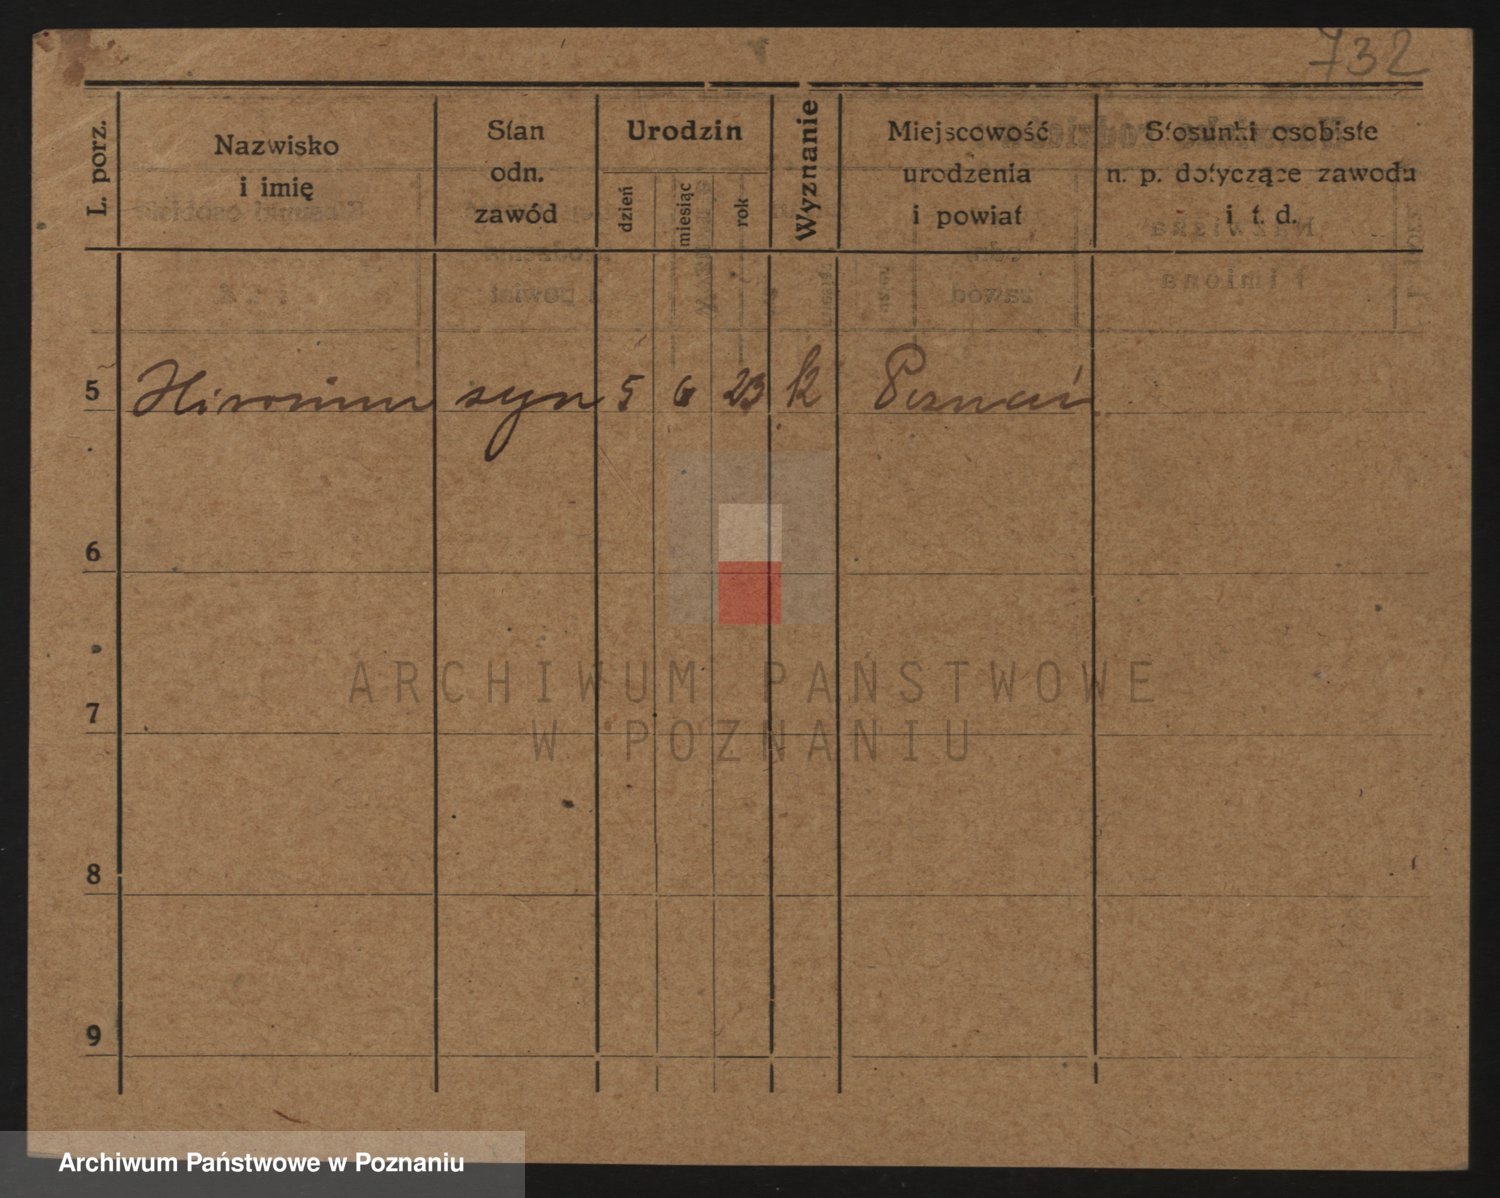 732
L. porz.
Nazwisko
i imię
Stan
odn.
zawód
Urodzin
dzień
miesiąc
rok
Wyznanie
Miejscowość
urodzenia
i powiat
Stosunki osobiste
n. p. dotyczące zawodu
i t. d.
5 Hironim syn 5 6 23 k Poznań
6
7
8
9
ARCHIWUM PAŃSTWOWE
W POZNANIU
Archiwum Państwowe w Poznaniu